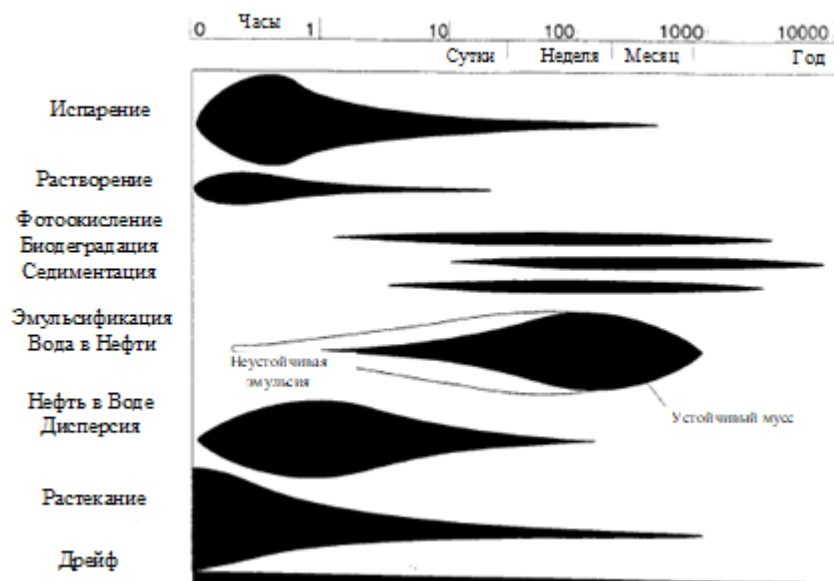 Часы
0 1 10 100 1000 10000
Сутки Неделя Месяц Год
Испарение
Растворение
Фотоокисление
Биодеградация
Седиментация
Эмульсификация
Вода в Нефти
Неустойчивая
эмульсия
Устойчивый мусс
Нефть в Воде
Дисперсия
Растекание
Дрейф